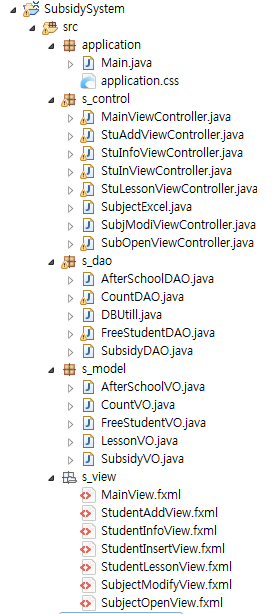 SubsidySystem
src
application
Main.java
application.css
s_control
MainViewController.java
StuAddViewController.java
StuInfoViewController.java
StuInViewController.java
StuLessonViewController.java
SubjectExcel.java
SubjModiViewController.java
SubOpenViewController.java
s_dao
AfterSchoolDAO.java
CountDAO.java
DBUtill.java
FreeStudentDAO.java
SubsidyDAO.java
s_model
AfterSchoolVO.java
CountVO.java
FreeStudentVO.java
LessonVO.java
SubsidyVO.java
s_view
MainView.fxml
StudentAddView.fxml
StudentInfoView.fxml
StudentInsertView.fxml
StudentLessonView.fxml
SubjectModifyView.fxml
SubjectOpenView.fxml